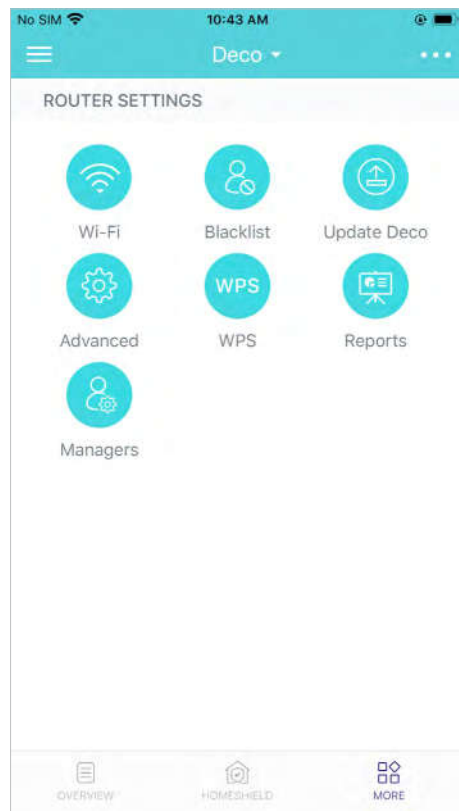 No SIM 10:43 AM
Deco
ROUTER SETTINGS
Wi-Fi Blacklist Update Deco
WPS
Advanced WPS Reports
Managers
OVERVIEW HOMESHIELD MORE